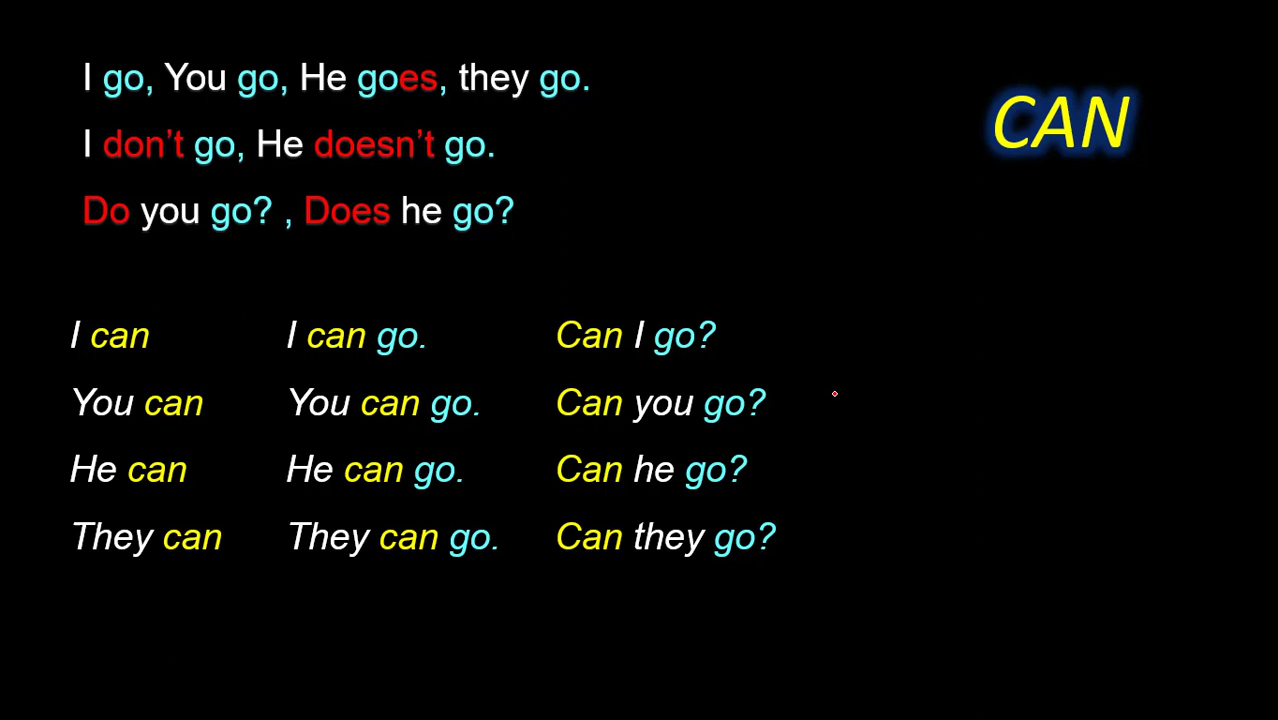 I go, You go, He goes, they go.
CAN
I don’t go, He doesn’t go.
Do you go? , Does he go?
I can I can go. Can I go?
You can You can go. Can you go?
He can He can go. Can he go?
They can They can go. Can they go?